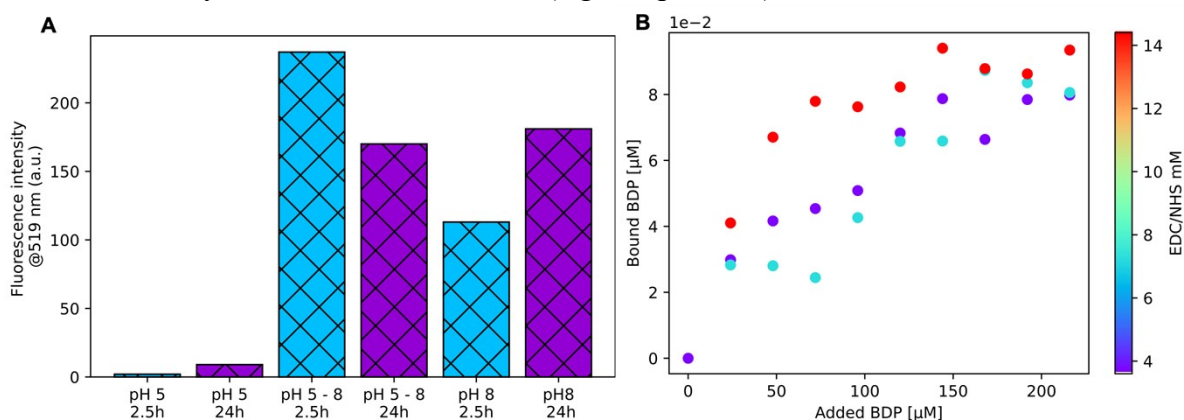 A
Fluorescence intensity
@519 nm (a.u.)
200
150
100
50
0
pH 5
2.5h
pH 5
24h
pH 5 - 8
2.5h
pH 5 - 8
24h
pH 8
2.5h
pH8
24h
B
1e−2
Bound BDP [μM]
8
6
4
2
0
0
50
100
150
200
Added BDP [μM]
14
12
10
8
6
4
EDC/NHS mM